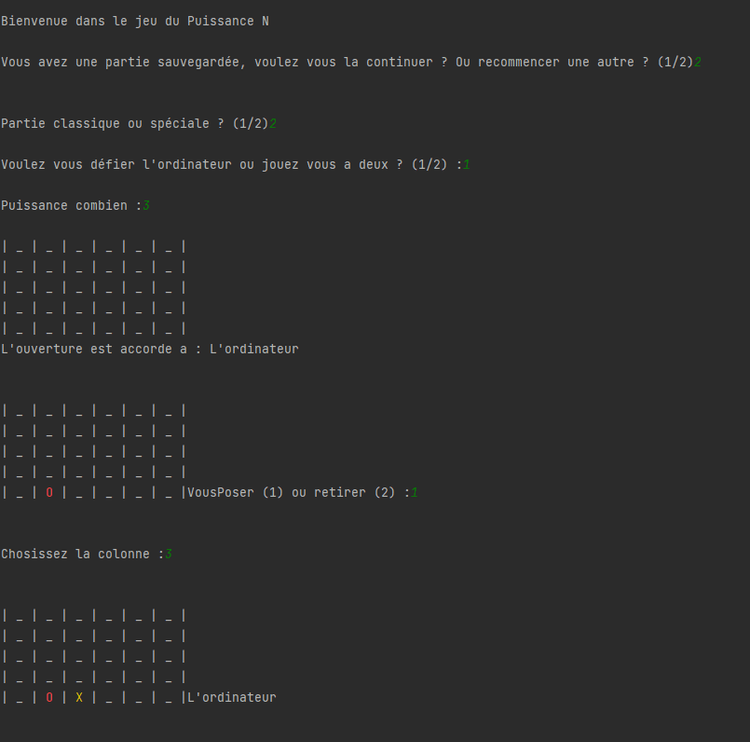 Bienvenue dans le jeu du Puissance N
Vous avez une partie sauvegardée, voulez vous la continuer ? Ou recommencer une autre ? (1/2)2
Partie classique ou spéciale ? (1/2)2
Voulez vous défier l'ordinateur ou jouez vous a deux ? (1/2) :1
Puissance combien :3
| _ | _ | _ | _ | _ | _ |
| _ | _ | _ | _ | _ | _ |
| _ | _ | _ | _ | _ | _ |
| _ | _ | _ | _ | _ | _ |
| _ | _ | _ | _ | _ | _ |
L'ouverture est accorde a : L'ordinateur
| _ | _ | _ | _ | _ | _ |
| _ | _ | _ | _ | _ | _ |
| _ | _ | _ | _ | _ | _ |
| _ | _ | _ | _ | _ | _ |
| _ | O | _ | _ | _ | _ |VousPoser (1) ou retirer (2) :1
Chosissez la colonne :3
| _ | _ | _ | _ | _ | _ |
| _ | _ | _ | _ | _ | _ |
| _ | _ | _ | _ | _ | _ |
| _ | _ | _ | _ | _ | _ |
| _ | O | X | _ | _ | _ |L'ordinateur